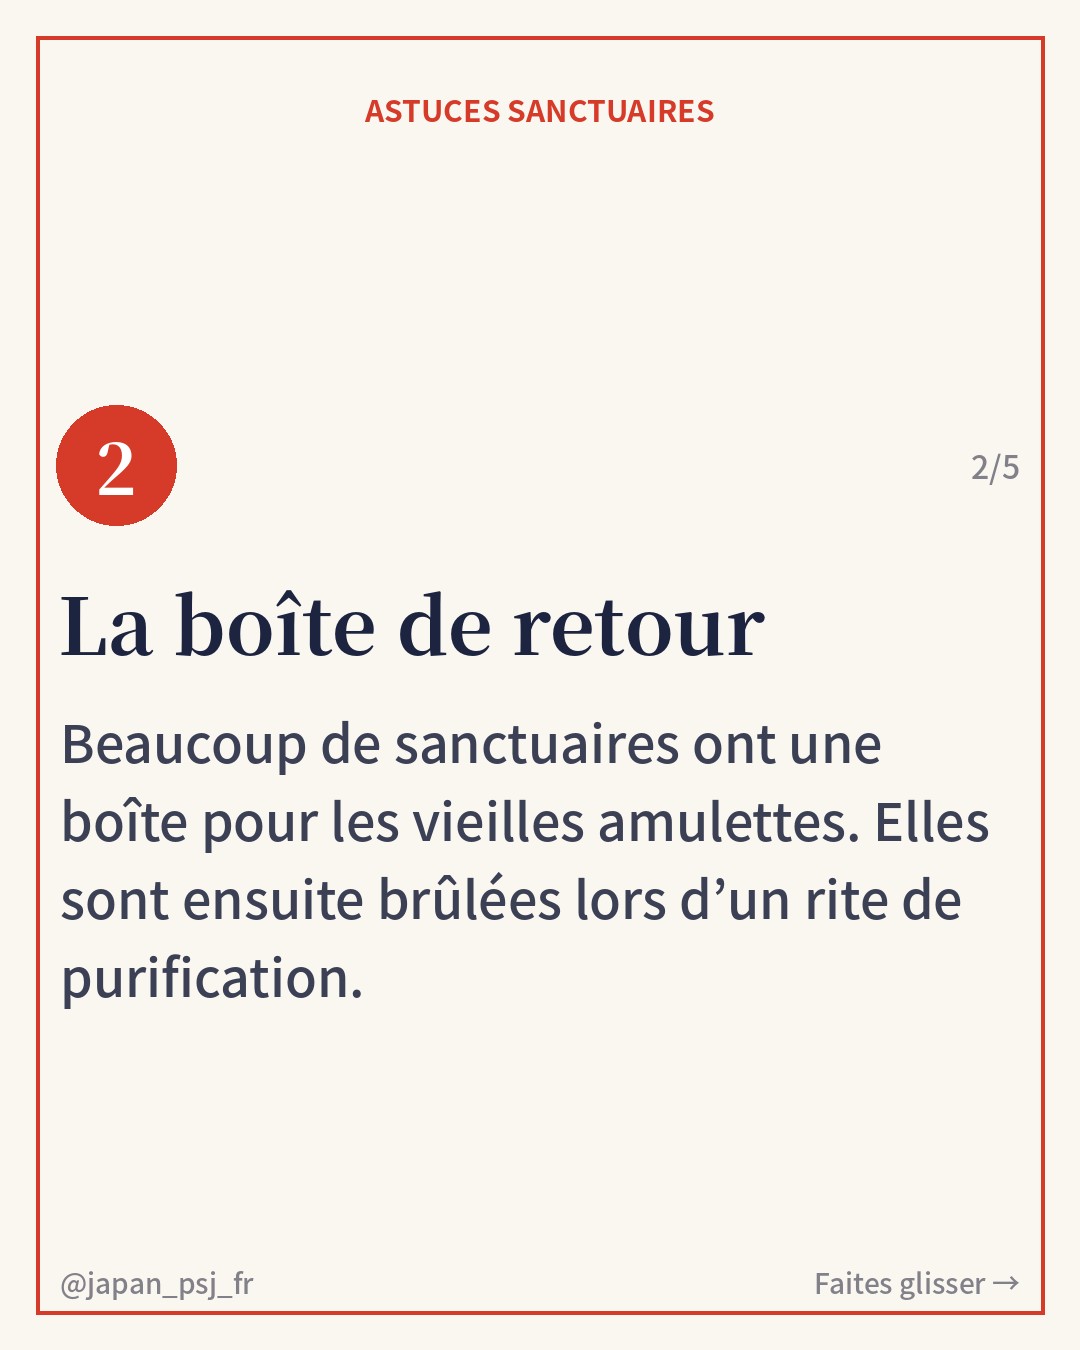 ASTUCES SANCTUAIRES
2
2/5
La boîte de retour
Beaucoup de sanctuaires ont une
boîte pour les vieilles amulettes. Elles
sont ensuite brûlées lors d’un rite de
purification.
@japan_psj_fr
Faites glisser →